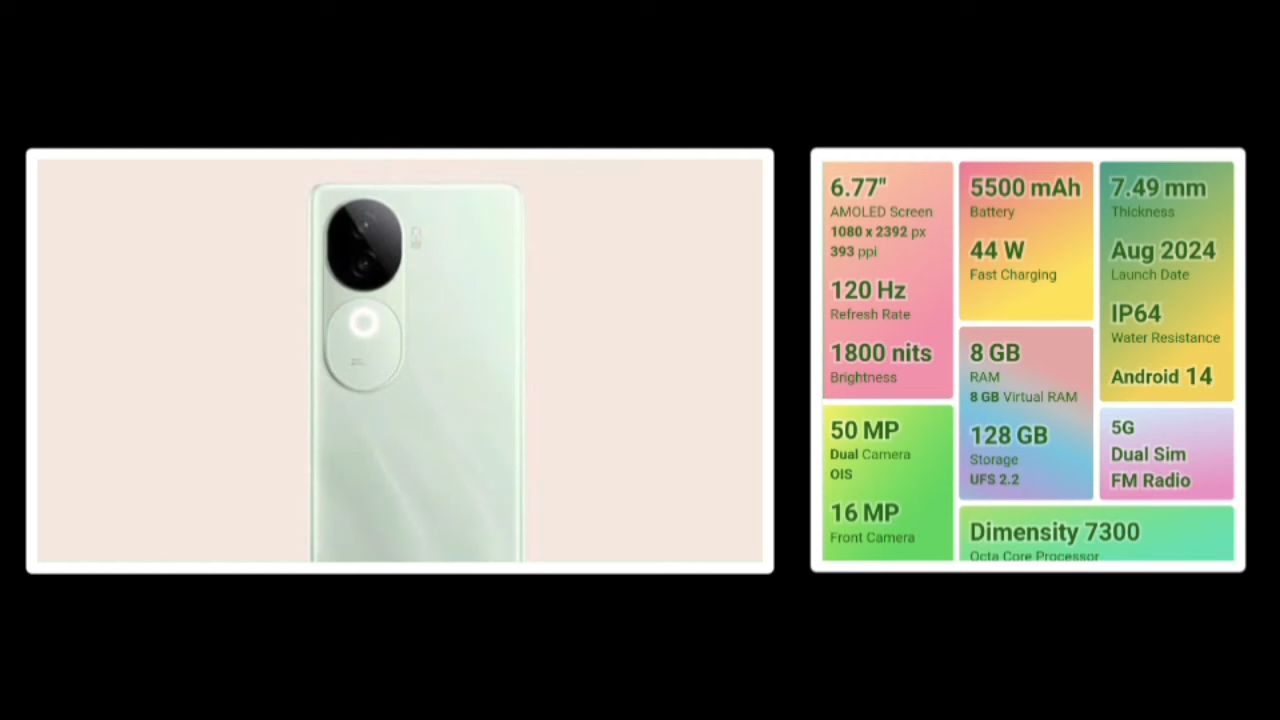 6.77"
AMOLED Screen
1080 x 2392 px
393 ppi
120 Hz
Refresh Rate
1800 nits
Brightness
50 MP
Dual Camera
OIS
16 MP
Front Camera
5500 mAh
Battery
44 W
Fast Charging
8 GB
RAM
8 GB Virtual RAM
128 GB
Storage
UFS 2.2
7.49 mm
Thickness
Aug 2024
Launch Date
IP64
Water Resistance
Android 14
5G
Dual Sim
FM Radio
Dimensity 7300
Octa Core Processor